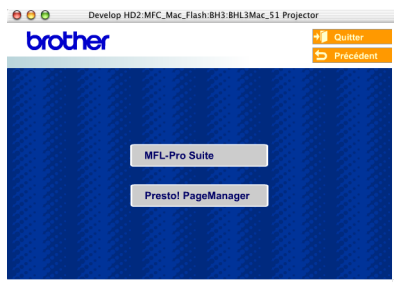 Develop HD2:MFC_Mac_Flash:BH3:BHL3Mac_51 Projector
brother
Quitter
Précédent
MFL-Pro Suite
Presto! PageManager